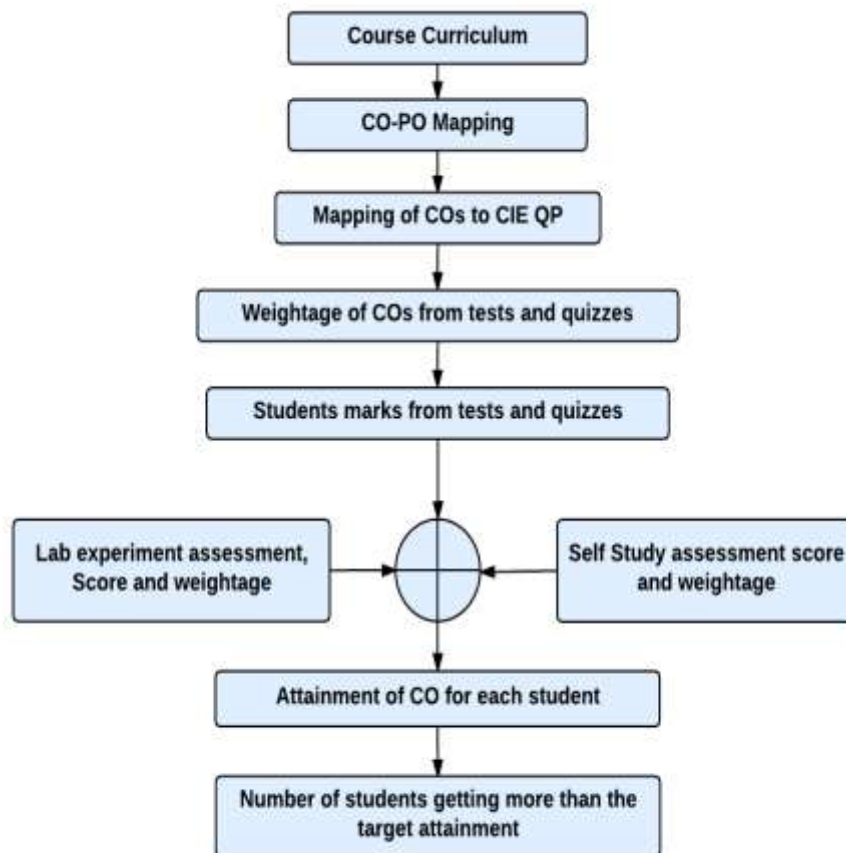 Course Curriculum
CO-PO Mapping
Mapping of COs to CIE QP
Weightage of COs from tests and quizzes
Students marks from tests and quizzes
Lab experiment assessment,
Score and weightage
Self Study assessment score
and weightage
Attainment of CO for each student
Number of students getting more than the
target attainment